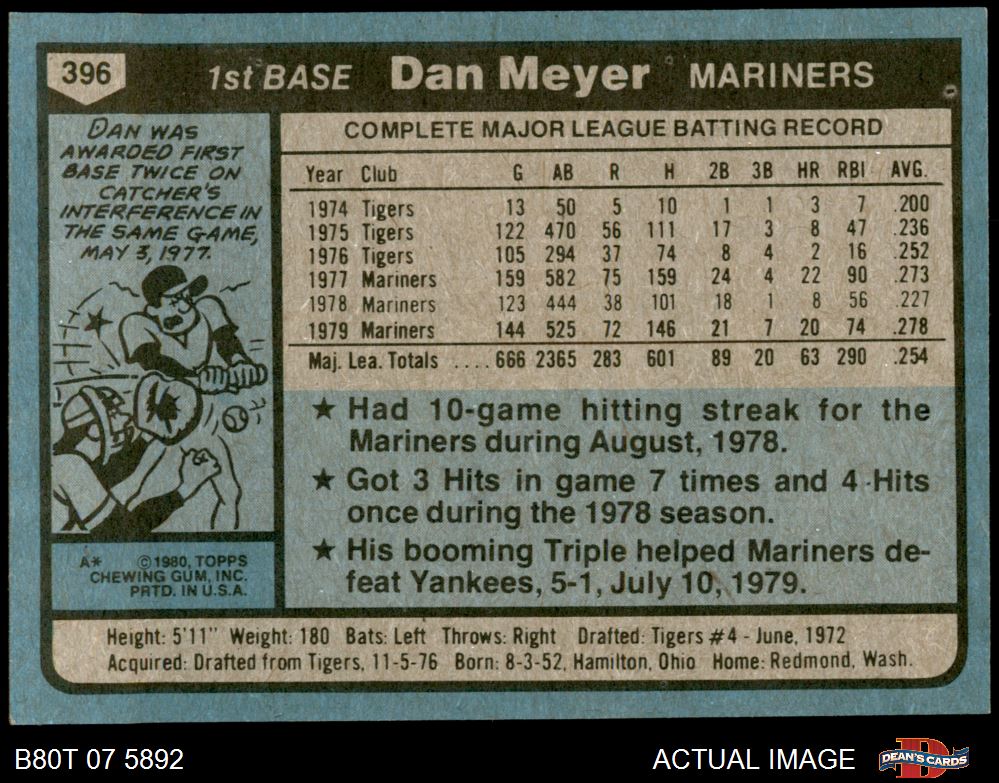 396
1st BASE Dan Meyer MARINERS
DAN WAS
AWARDED FIRST
BASE TWICE ON
CATCHER'S
INTERFERENCE IN
THE SAME GAME,
MAY 3, 1977.
COMPLETE MAJOR LEAGUE BATTING RECORD
Year Club G AB R H 2B 3B HR RBI AVG.
1974 Tigers 13 50 5 10 1 1 3 7 .200
1975 Tigers 122 470 56 111 17 3 8 47 .236
1976 Tigers 105 294 37 74 8 4 2 16 .252
1977 Mariners 159 582 75 159 24 4 22 90 .273
1978 Mariners 123 444 38 101 18 1 8 56 .227
1979 Mariners 144 525 72 146 21 7 20 74 .278
Maj. Lea. Totals .... 666 2365 283 601 89 20 63 290 .254
★ Had 10-game hitting streak for the
Mariners during August, 1978.
★ Got 3 Hits in game 7 times and 4 Hits
once during the 1978 season.
★ His booming Triple helped Mariners de-
feat Yankees, 5-1, July 10, 1979.
A* © 1980, TOPPS
CHEWING GUM, INC.
PRTD. IN U.S.A.
Height: 5'11" Weight: 180 Bats: Left Throws: Right Drafted: Tigers #4 - June, 1972
Acquired: Drafted from Tigers, 11-5-76 Born: 8-3-52, Hamilton, Ohio Home: Redmond, Wash.
B80T 07 5892 ACTUAL IMAGE
D
DEAN'S CARDS